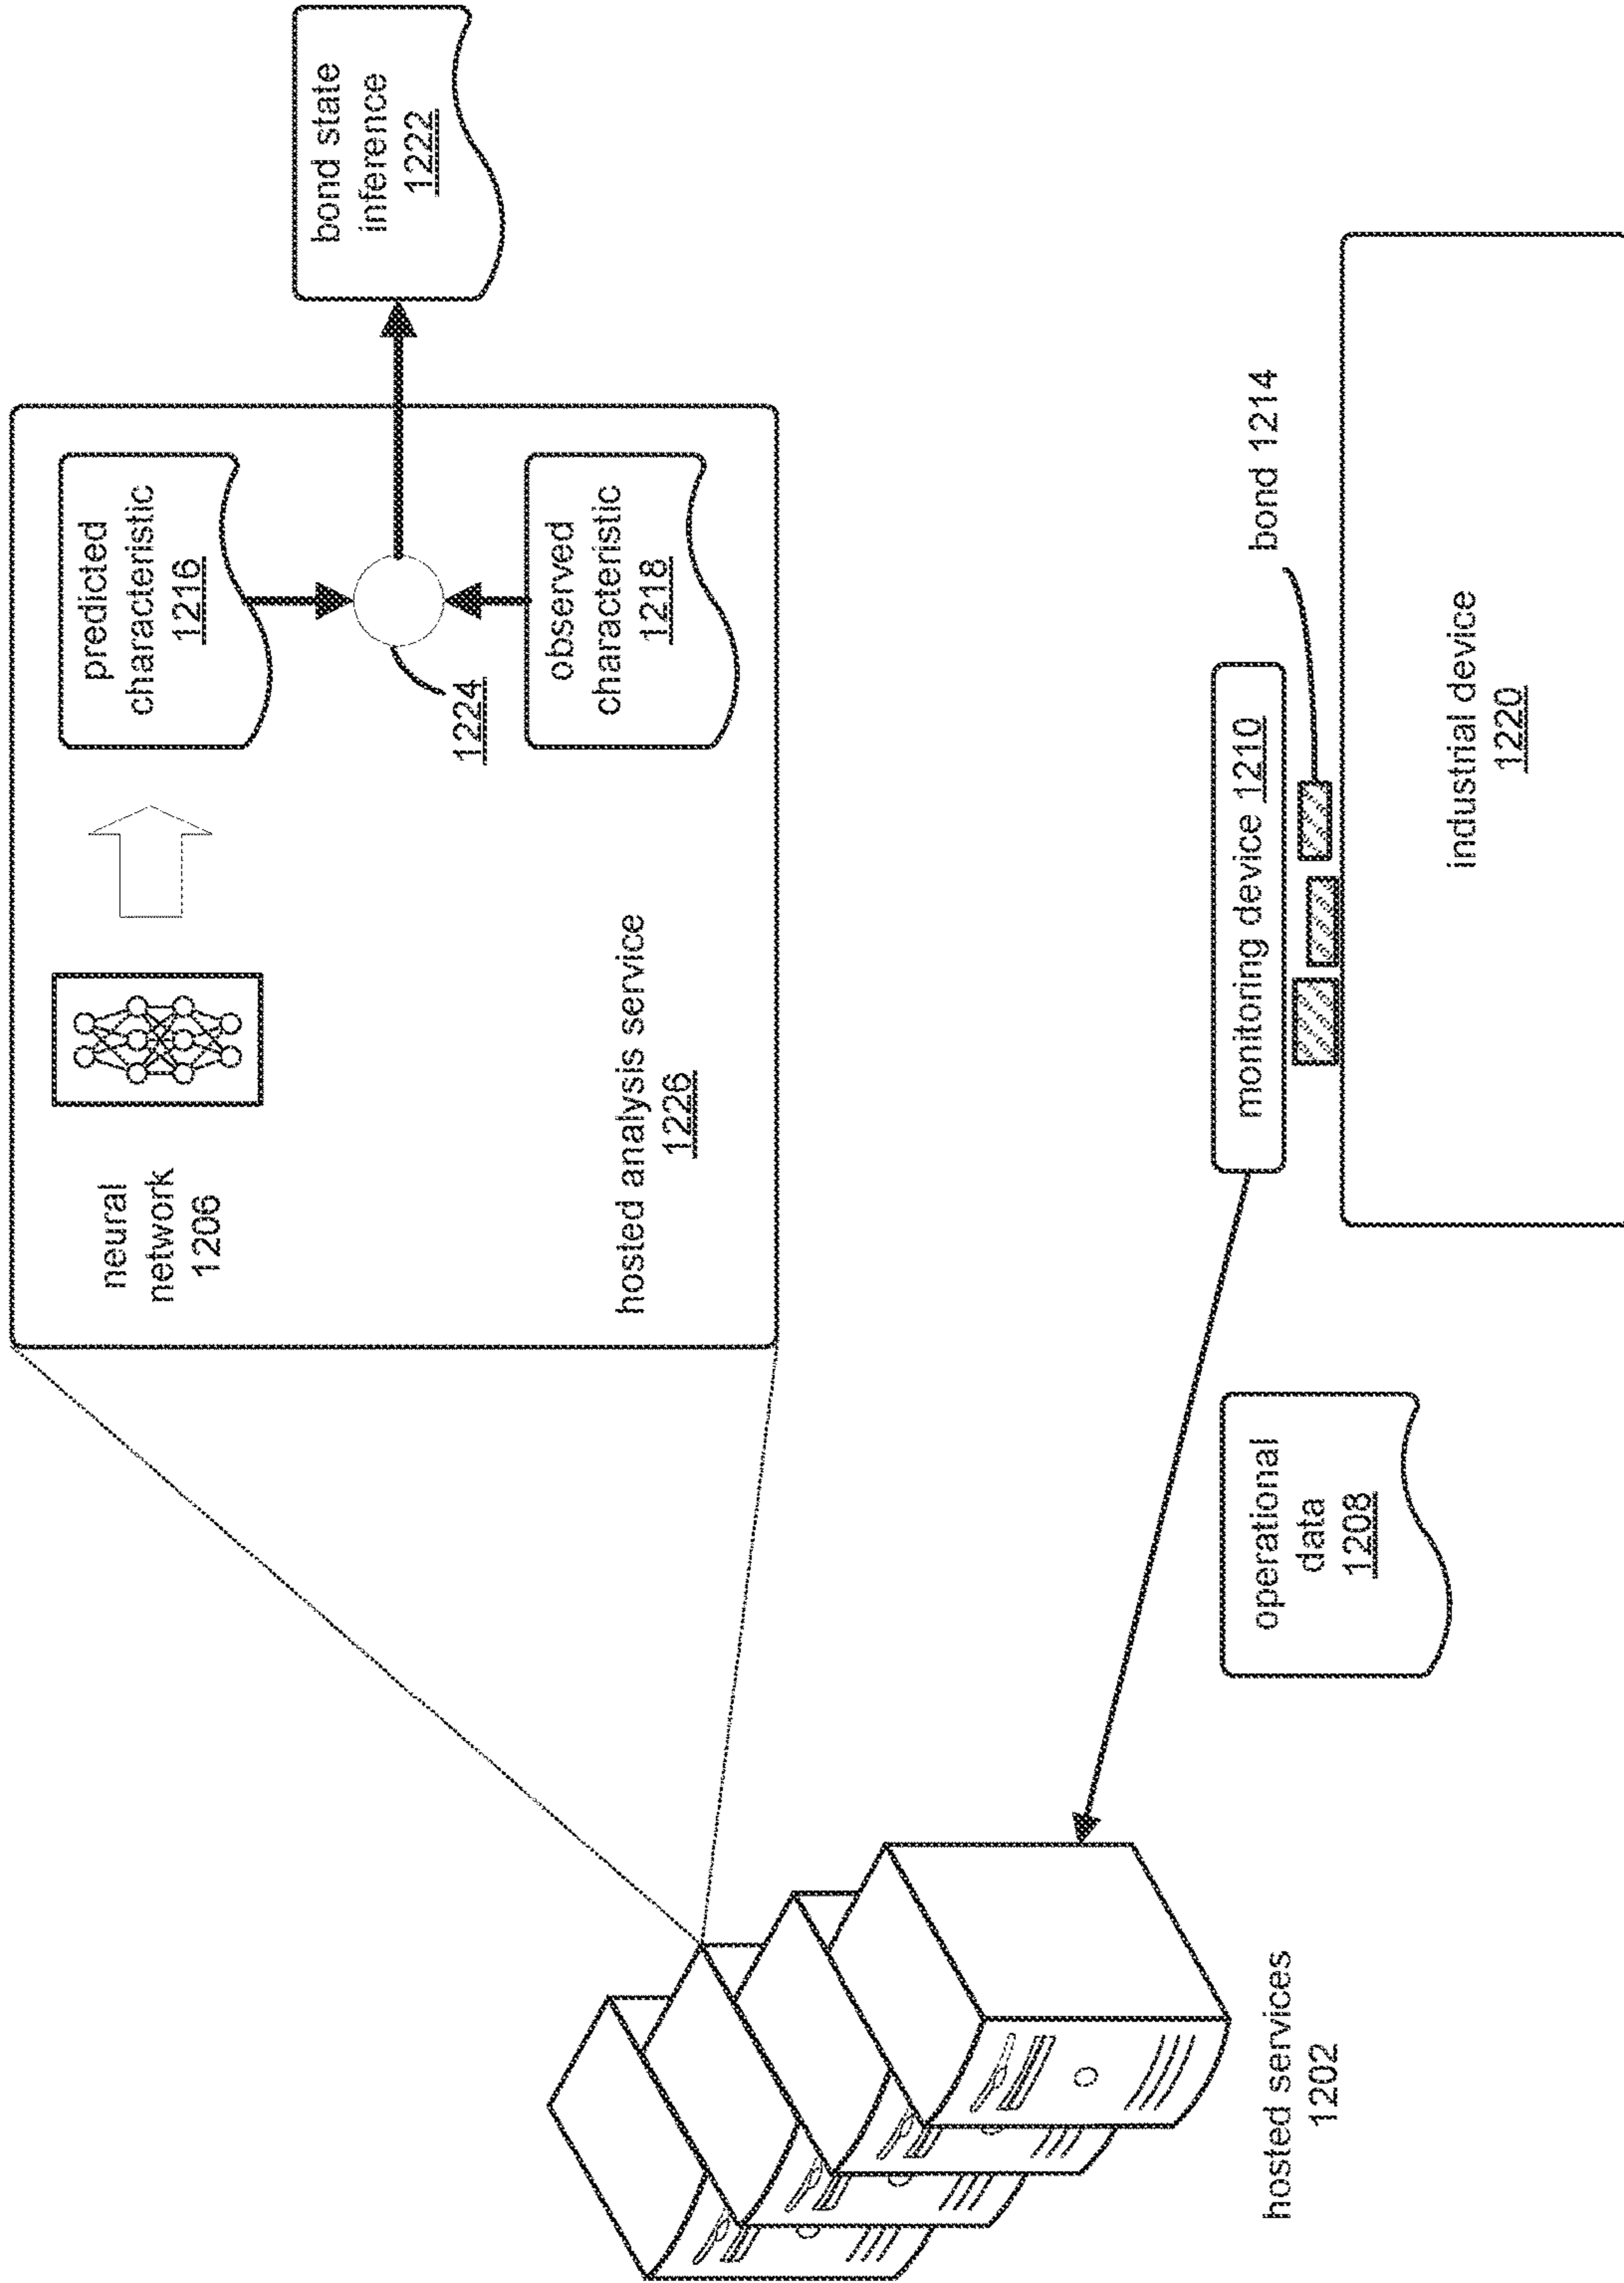 neural
network
1206
predicted
characteristic
1216
bond state
inference
1222
1224
observed
characteristic
1218
hosted analysis service
1226
hosted services
1202
operational
data
1208
monitoring device 1210
bond 1214
industrial device
1220